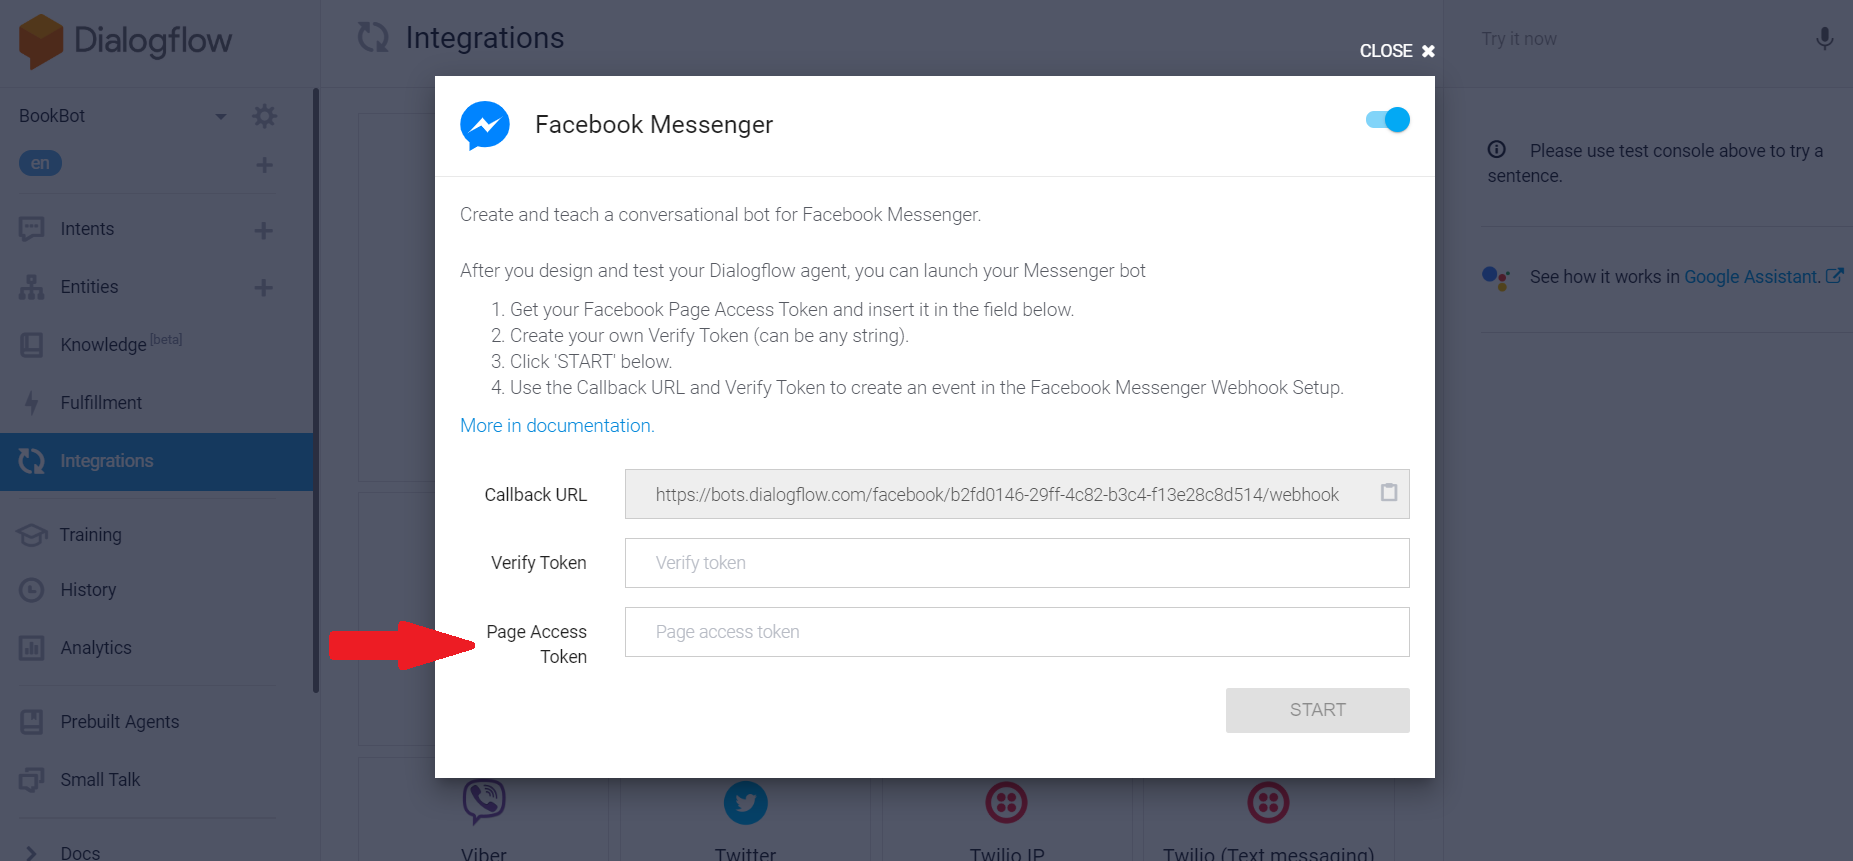 Dialogflow
Integrations
Try it now
CLOSE ✖
BookBot
en
Intents
Entities
Knowledge [beta]
Fulfillment
Integrations
Training
History
Analytics
Prebuilt Agents
Small Talk
Docs
Facebook Messenger
Create and teach a conversational bot for Facebook Messenger.
After you design and test your Dialogflow agent, you can launch your Messenger bot
1. Get your Facebook Page Access Token and insert it in the field below.
2. Create your own Verify Token (can be any string).
3. Click 'START' below.
4. Use the Callback URL and Verify Token to create an event in the Facebook Messenger Webhook Setup.
More in documentation.
Callback URL
https://bots.dialogflow.com/facebook/b2fd0146-29ff-4c82-b3c4-f13e28c8d514/webhook
Verify Token
Verify token
Page Access
Token
Page access token
START
Viber
Twitter
Twilio IP
Twilio (Text messaging)
Please use test console above to try a
sentence.
See how it works in Google Assistant.